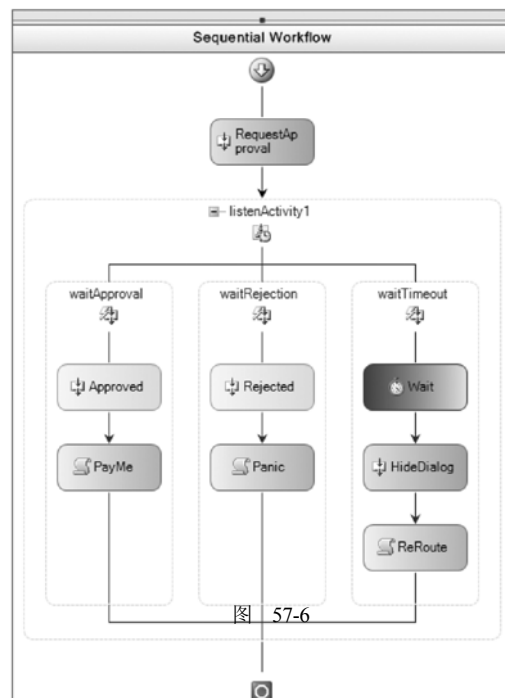 Sequential Workflow
RequestAp
proval
listenActivity1
waitApproval
waitRejection
waitTimeout
Approved
Rejected
Wait
PayMe
Panic
HideDialog
ReRoute
图 57-6